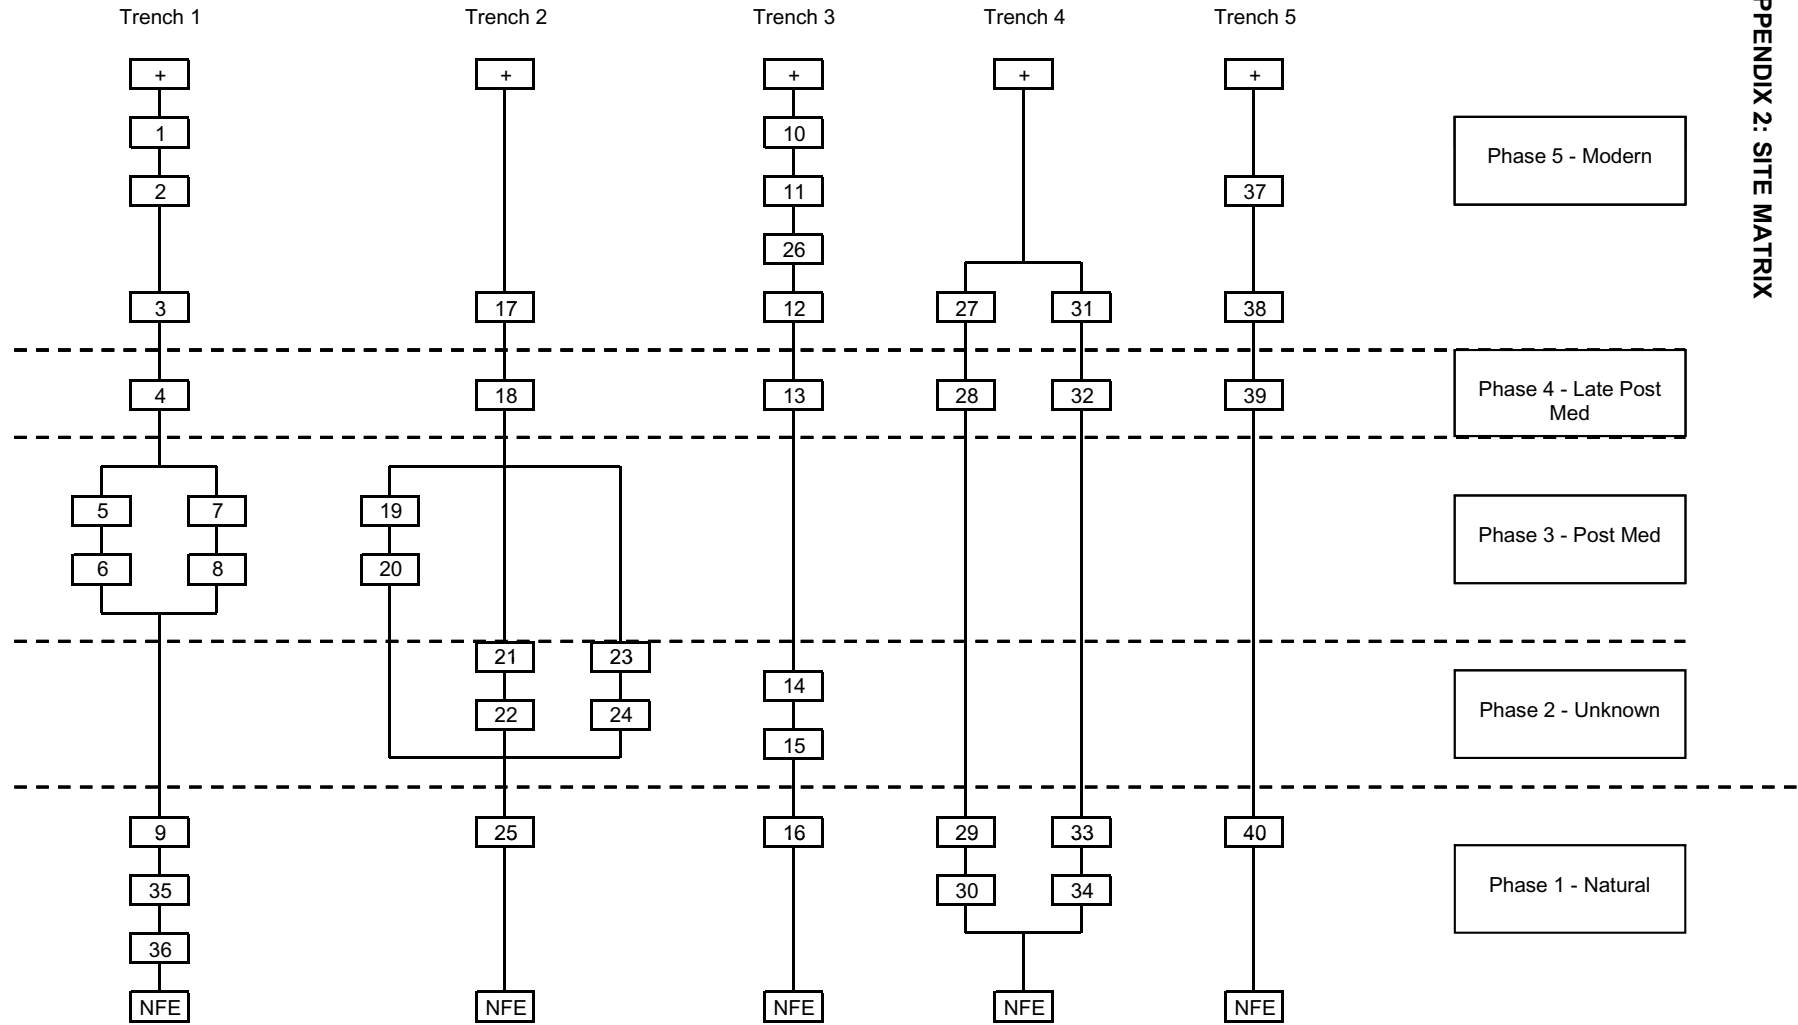 PPENDIX 2: SITE MATRIX
Trench 1 Trench 2 Trench 3 Trench 4 Trench 5
+ + + + +
1 10
Phase 5 - Modern
2 11 37
26
3 17 12 27 31 38
4 18 13 28 32 39
Phase 4 - Late Post
Med
5 7 19
Phase 3 - Post Med
6 8 20
21 23
14
22 24
Phase 2 - Unknown
15
9 25 16 29 33 40
35 30 34
Phase 1 - Natural
36
NFE NFE NFE NFE NFE